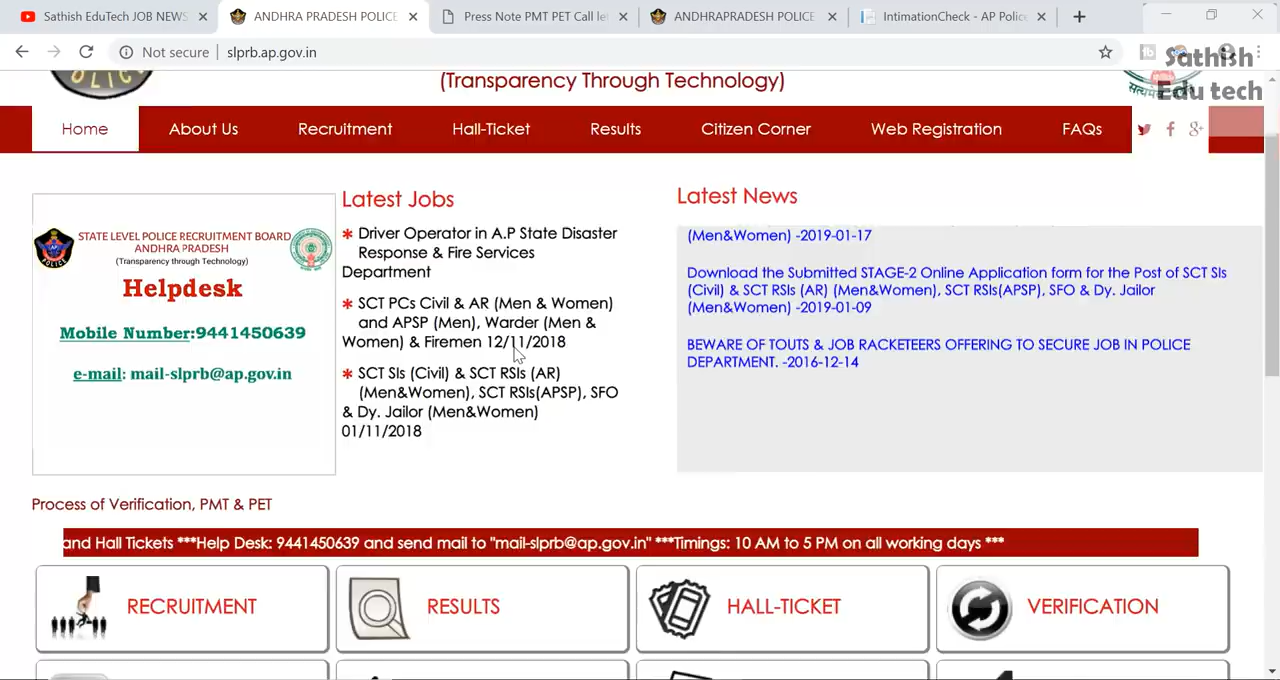 Sathish EduTech JOB NEWS
ANDHRA PRADESH POLICE
Press Note PMT PET Call let
ANDHRAPRADESH POLICE
IntimationCheck - AP Polic
Not secure
slprb.ap.gov.in
Sathish
Edu tech
(Transparency Through Technology)
Home
About Us
Recruitment
Hall-Ticket
Results
Citizen Corner
Web Registration
FAQs
STATE LEVEL POLICE RECRUITMENT BOARD
ANDHRA PRADESH
(Transparency through Technology)
Helpdesk
Mobile Number:9441450639
e-mail: mail-slprb@ap.gov.in
Latest Jobs
* Driver Operator in A.P State Disaster
Response & Fire Services
Department
* SCT PCs Civil & AR (Men & Women)
and APSP (Men), Warder (Men &
Women) & Firemen 12/11/2018
* SCT SIs (Civil) & SCT RSIs (AR)
(Men&Women), SCT RSIs(APSP), SFO
& Dy. Jailor (Men&Women)
01/11/2018
Latest News
(Men&Women) -2019-01-17
Download the Submitted STAGE-2 Online Application form for the Post of SCT SIs
(Civil) & SCT RSIs (AR) (Men&Women), SCT RSIs(APSP), SFO & Dy. Jailor
(Men&Women) -2019-01-09
BEWARE OF TOUTS & JOB RACKETEERS OFFERING TO SECURE JOB IN POLICE
DEPARTMENT. -2016-12-14
Process of Verification, PMT & PET
and Hall Tickets ***Help Desk: 9441450639 and send mail to "mail-slprb@ap.gov.in" ***Timings: 10 AM to 5 PM on all working days ***
RECRUITMENT
RESULTS
HALL-TICKET
VERIFICATION